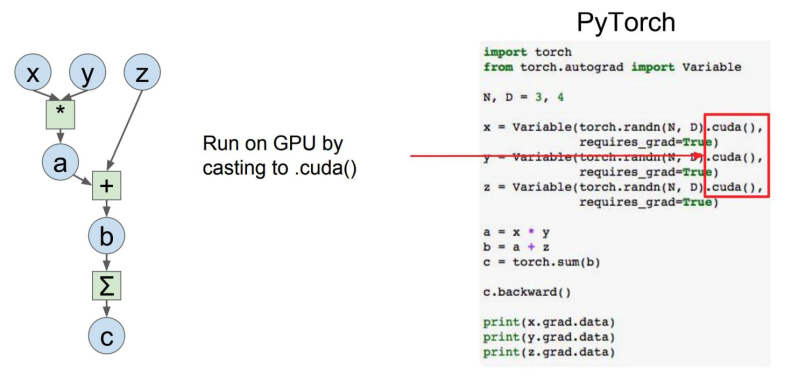 PyTorch
x y z
*
a
+
b
Σ
c
Run on GPU by
casting to .cuda()
import torch
from torch.autograd import Variable
N, D = 3, 4
x = Variable(torch.randn(N, D).cuda(),
requires_grad=True)
y = Variable(torch.randn(N, D).cuda(),
requires_grad=True)
z = Variable(torch.randn(N, D).cuda(),
requires_grad=True)
a = x * y
b = a + z
c = torch.sum(b)
c.backward()
print(x.grad.data)
print(y.grad.data)
print(z.grad.data)